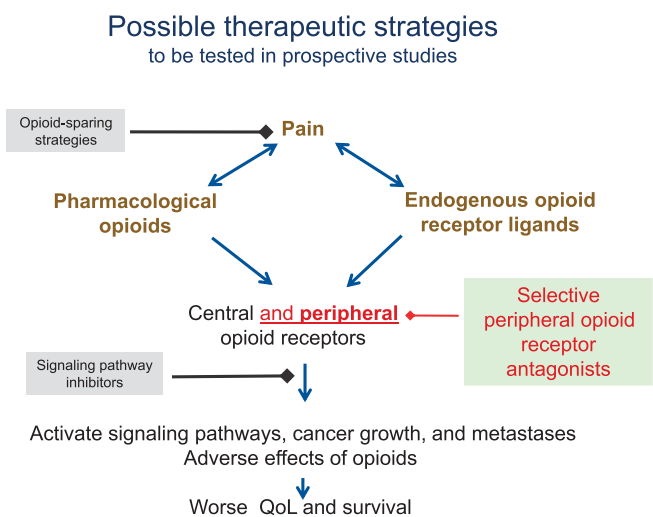 Possible therapeutic strategies
to be tested in prospective studies
Opioid-sparing
strategies
Pain
Pharmacological
opioids
Endogenous opioid
receptor ligands
Central and peripheral
opioid receptors
Selective
peripheral opioid
receptor
antagonists
Signaling pathway
inhibitors
Activate signaling pathways, cancer growth, and metastases
Adverse effects of opioids
Worse QoL and survival